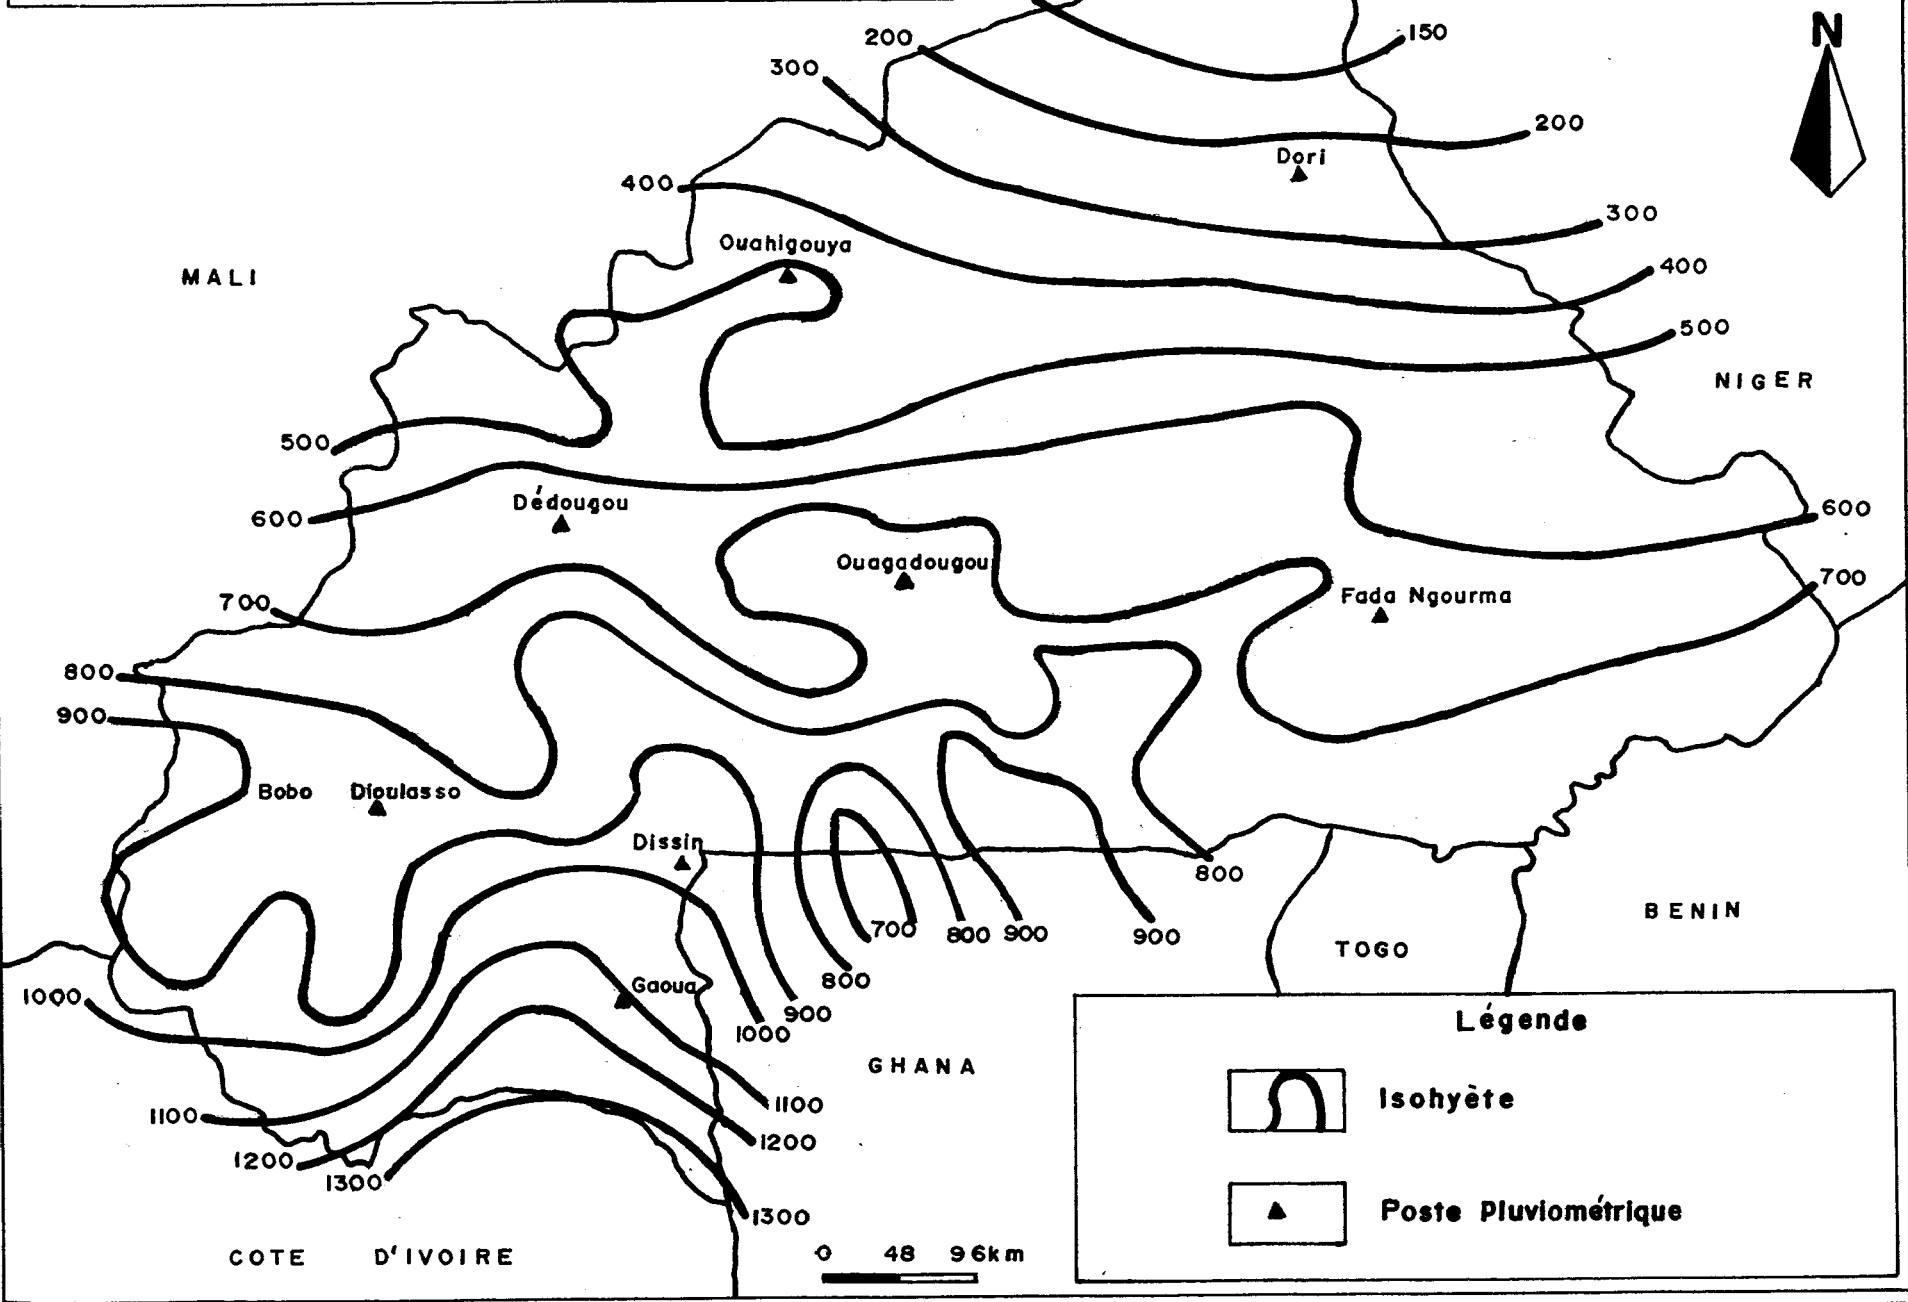 150
N
200
300
200
Dori
400
300
Ouahigouya
400
MALI
500
NIGER
500
Dédougou
600
600
Ouagadougou
700
Fada Ngourma
700
800
900
Bobo Dioulasso
Dissin
800
BENIN
700
800
900
900
TOGO
800
Gaoua
1000
900
1000
Légende
GHANA
Isohyète
1100
1100
1200
1200
1300
Poste Pluviométrique
1300
COTE D'IVOIRE
0 48 96km